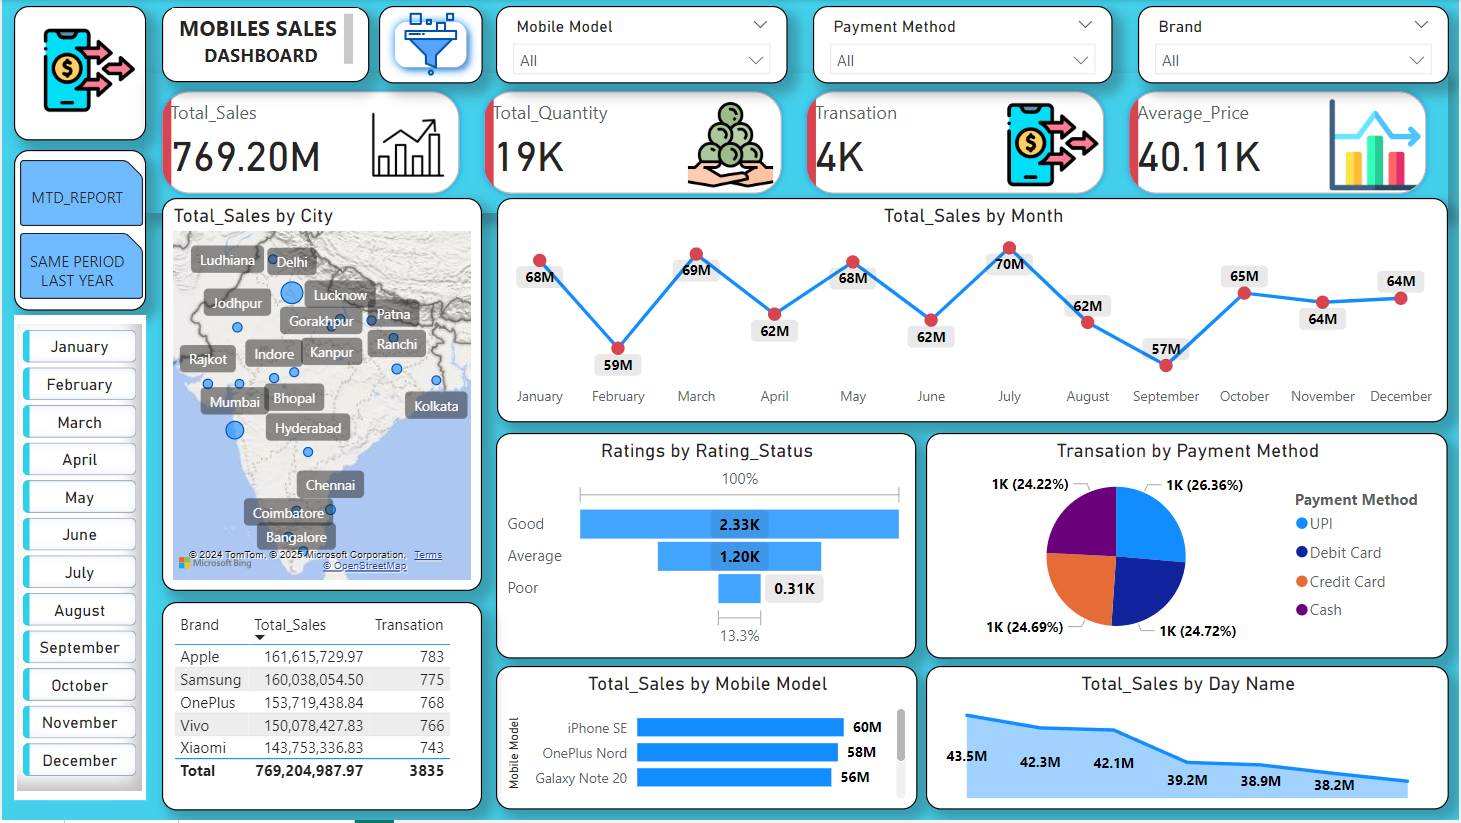 MOBILES SALES
DASHBOARD
Mobile Model
All
Payment Method
All
Brand
All
Total_Sales
769.20M
Total_Quantity
19K
Transation
4K
Average_Price
40.11K
MTD_REPORT
SAME PERIOD
LAST YEAR
January
February
March
April
May
June
July
August
September
October
November
December
Total_Sales by City
Ludhiana
Delhi
Jodhpur
Lucknow
Gorakhpur
Patna
Rajkot
Indore
Kanpur
Ranchi
Mumbai
Bhopal
Kolkata
Hyderabad
Chennai
Coimbatore
Bangalore
© 2024 TomTom, © 2025 Microsoft Corporation, Terms
Microsoft Bing
© OpenStreetMap
Total_Sales by Month
68M
59M
69M
62M
68M
62M
70M
62M
57M
65M
64M
64M
January February March April May June July August September October November December
Ratings by Rating_Status
100%
Good 2.33K
Average 1.20K
Poor 0.31K
13.3%
Transation by Payment Method
1K (24.22%)
1K (26.36%)
1K (24.69%)
1K (24.72%)
Payment Method
UPI
Debit Card
Credit Card
Cash
Brand Total_Sales Transation
Apple 161,615,729.97 783
Samsung 160,038,054.50 775
OnePlus 153,719,438.84 768
Vivo 150,078,427.83 766
Xiaomi 143,753,336.83 743
Total 769,204,987.97 3835
Total_Sales by Mobile Model
Mobile Model
iPhone SE 60M
OnePlus Nord 58M
Galaxy Note 20 56M
Total_Sales by Day Name
43.5M
42.3M
42.1M
39.2M
38.9M
38.2M